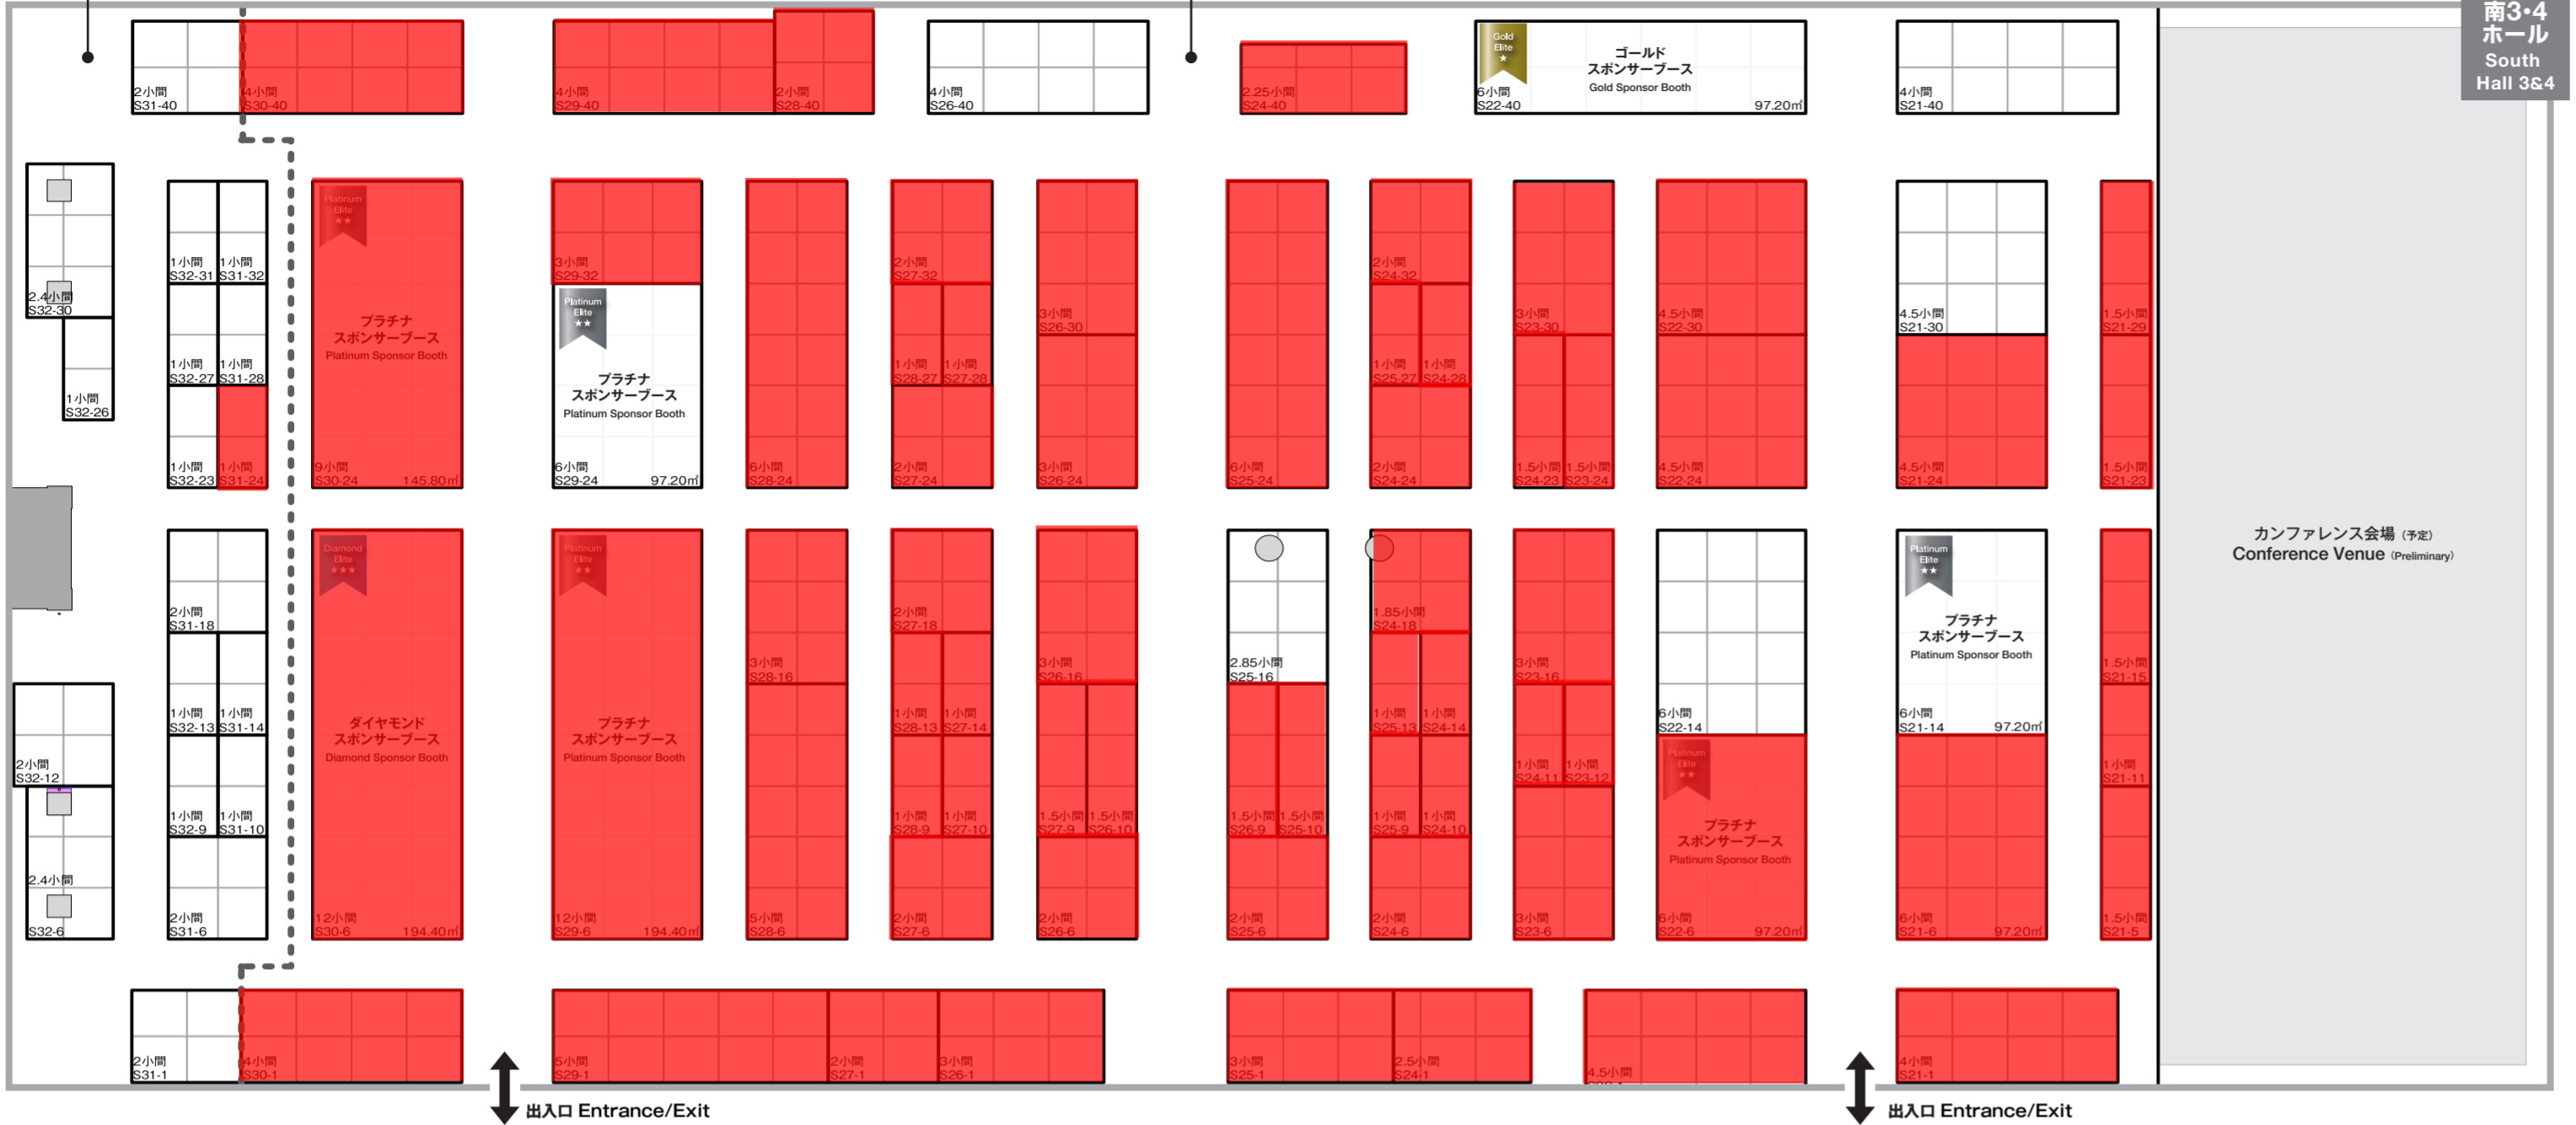 南3・4
ホール
South
Hall 3&4
2小間
S31-40
4小間
S30-40
4小間
S29-40
2小間
S28-40
4小間
S26-40
2.25小間
S24-40
Gold
Elite
★
ゴールド
スポンサーブース
Gold Sponsor Booth
6小間
S22-40
97.20㎡
4小間
S21-40
2.4小間
S32-30
1小間
S32-26
1小間
S32-31
1小間
S31-32
1小間
S32-27
1小間
S31-28
1小間
S32-23
1小間
S31-24
Platinum
Elite
★★
プラチナ
スポンサーブース
Platinum Sponsor Booth
9小間
S30-24
145.80㎡
3小間
S29-32
Platinum
Elite
★★
プラチナ
スポンサーブース
Platinum Sponsor Booth
6小間
S29-24
97.20㎡
6小間
S28-24
2小間
S27-32
1小間
S28-27
1小間
S27-28
2小間
S27-24
3小間
S26-30
3小間
S26-24
6小間
S25-24
2小間
S24-32
1小間
S25-27
1小間
S24-28
2小間
S24-24
3小間
S23-30
1.5小間
S24-23
1.5小間
S23-24
4.5小間
S22-30
4.5小間
S22-24
4.5小間
S21-30
4.5小間
S21-24
1.5小間
S21-29
1.5小間
S21-23
カンファレンス会場（予定）
Conference Venue (Preliminary)
2小間
S32-12
2.4小間
S32-6
2小間
S31-18
1小間
S32-13
1小間
S31-14
1小間
S32-9
1小間
S31-10
2小間
S31-6
Diamond
Elite
★★★
ダイヤモンド
スポンサーブース
Diamond Sponsor Booth
12小間
S30-6
194.40㎡
Platinum
Elite
★★
プラチナ
スポンサーブース
Platinum Sponsor Booth
12小間
S29-6
194.40㎡
3小間
S28-16
5小間
S28-6
2小間
S27-18
1小間
S28-13
1小間
S27-14
1小間
S28-9
1小間
S27-10
2小間
S27-6
3小間
S26-16
1.5小間
S27-9
1.5小間
S26-10
2小間
S26-6
2.85小間
S25-16
1.5小間
S26-9
1.5小間
S25-10
2小間
S25-6
1.85小間
S24-18
1小間
S25-13
1小間
S24-14
1小間
S25-9
1小間
S24-10
2小間
S24-6
3小間
S23-16
1小間
S24-11
1小間
S23-12
3小間
S23-6
6小間
S22-14
Platinum
Elite
★★
プラチナ
スポンサーブース
Platinum Sponsor Booth
6小間
S22-6
97.20㎡
Platinum
Elite
★★
プラチナ
スポンサーブース
Platinum Sponsor Booth
6小間
S21-14
97.20㎡
6小間
S21-6
97.20㎡
1.5小間
S21-15
1小間
S21-11
1.5小間
S21-5
2小間
S31-1
4小間
S30-1
5小間
S29-1
2小間
S27-1
3小間
S26-1
3小間
S25-1
2.5小間
S24-1
4.5小間
4小間
S21-1
出入口 Entrance/Exit
出入口 Entrance/Exit